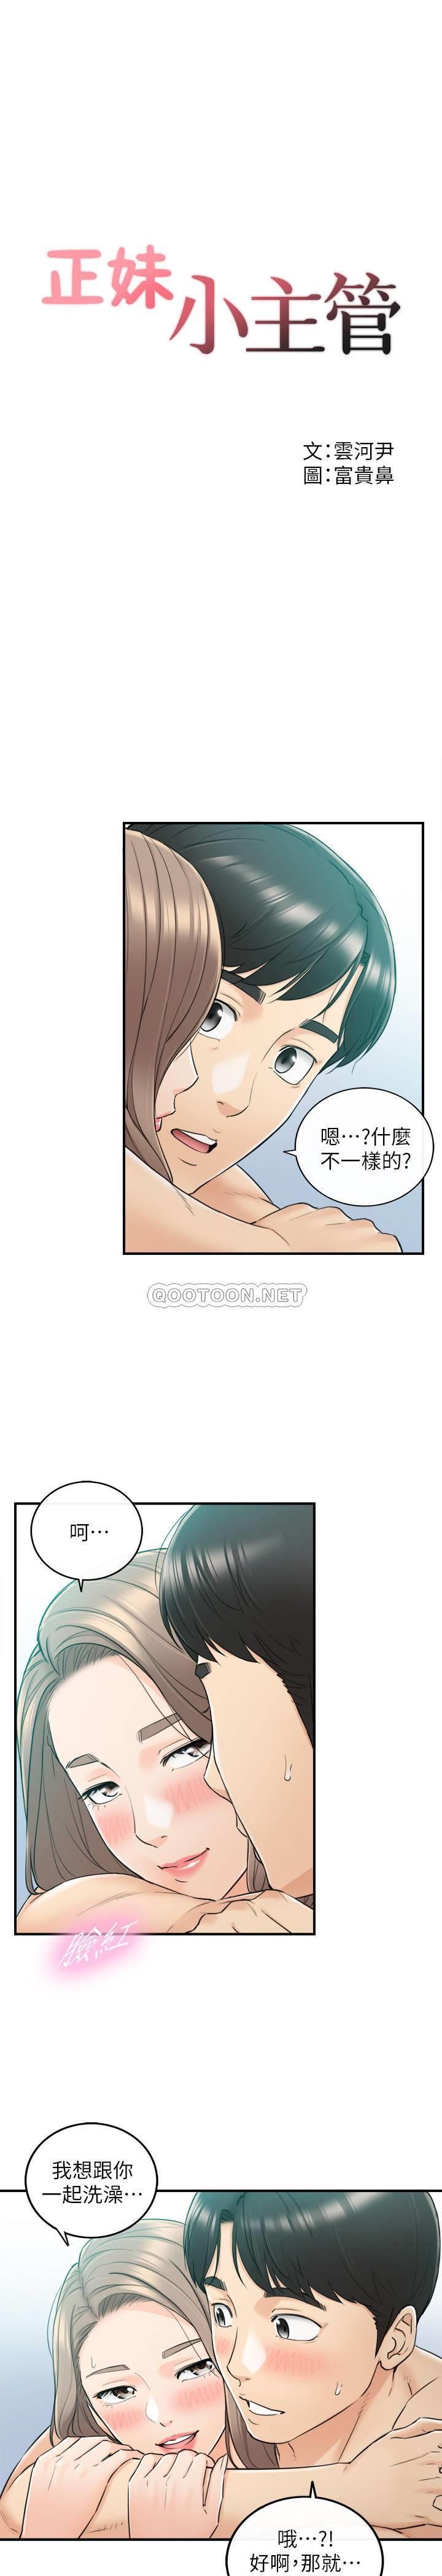 正妹小主管
文：雲河尹
圖：富貴鼻
嗯…?什麼
不一樣的?
QOOTOON.NET
呵…
臉紅
我想跟你
一起洗澡…
哦…?!
好啊，那就…